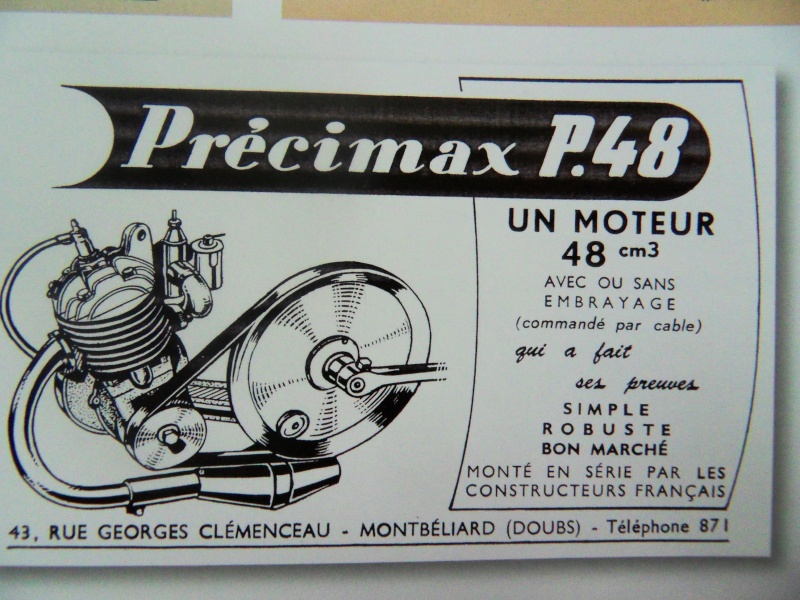 Précimax P.48
UN MOTEUR
48 cm3
AVEC OU SANS
EMBRAYAGE
(commandé par cable)
qui a fait
ses preuves
SIMPLE
ROBUSTE
BON MARCHÉ
MONTÉ EN SÉRIE PAR LES
CONSTRUCTEURS FRANÇAIS
43, RUE GEORGES CLÉMENCEAU - MONTBÉLIARD (DOUBS) - Téléphone 871